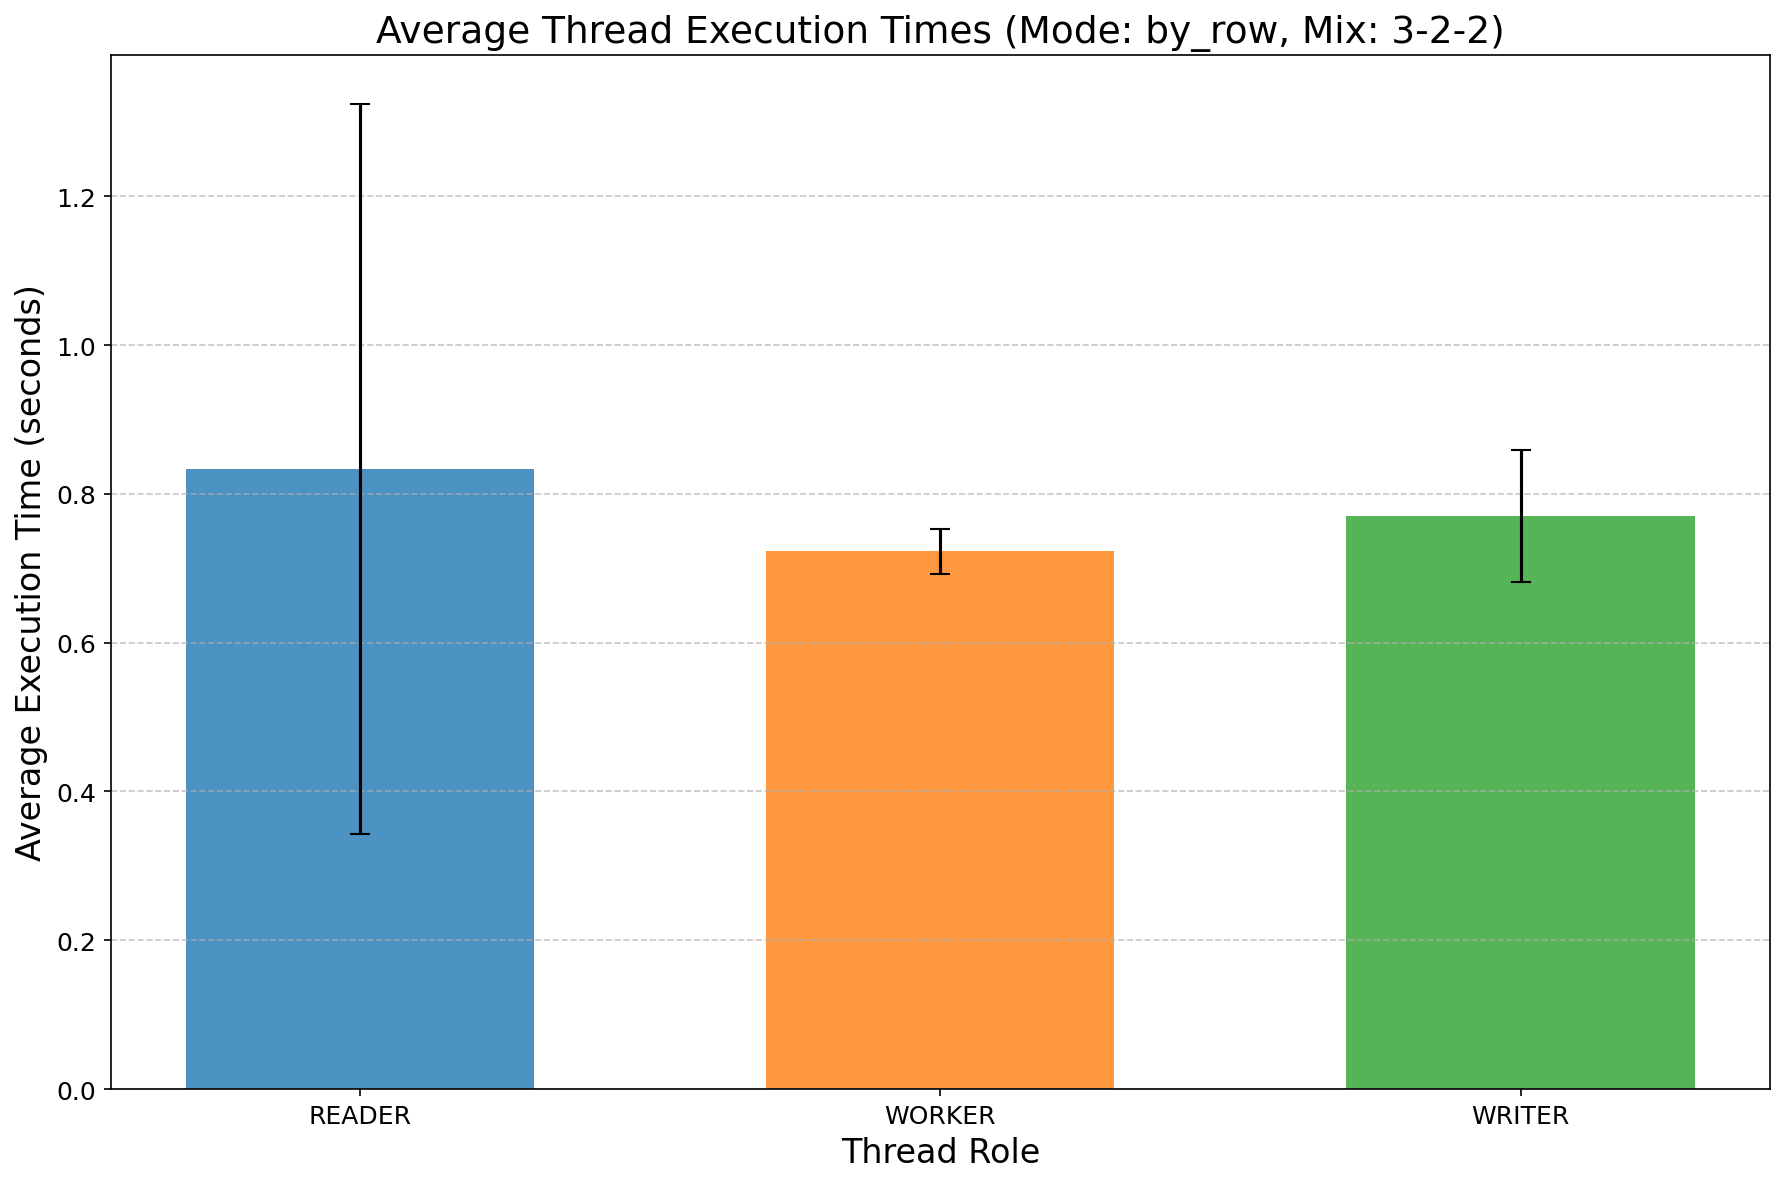 Average Thread Execution Times (Mode: by_row, Mix: 3-2-2)
Average Execution Time (seconds)
1.2
1.0
0.8
0.6
0.4
0.2
0.0
READER
WORKER
WRITER
Thread Role